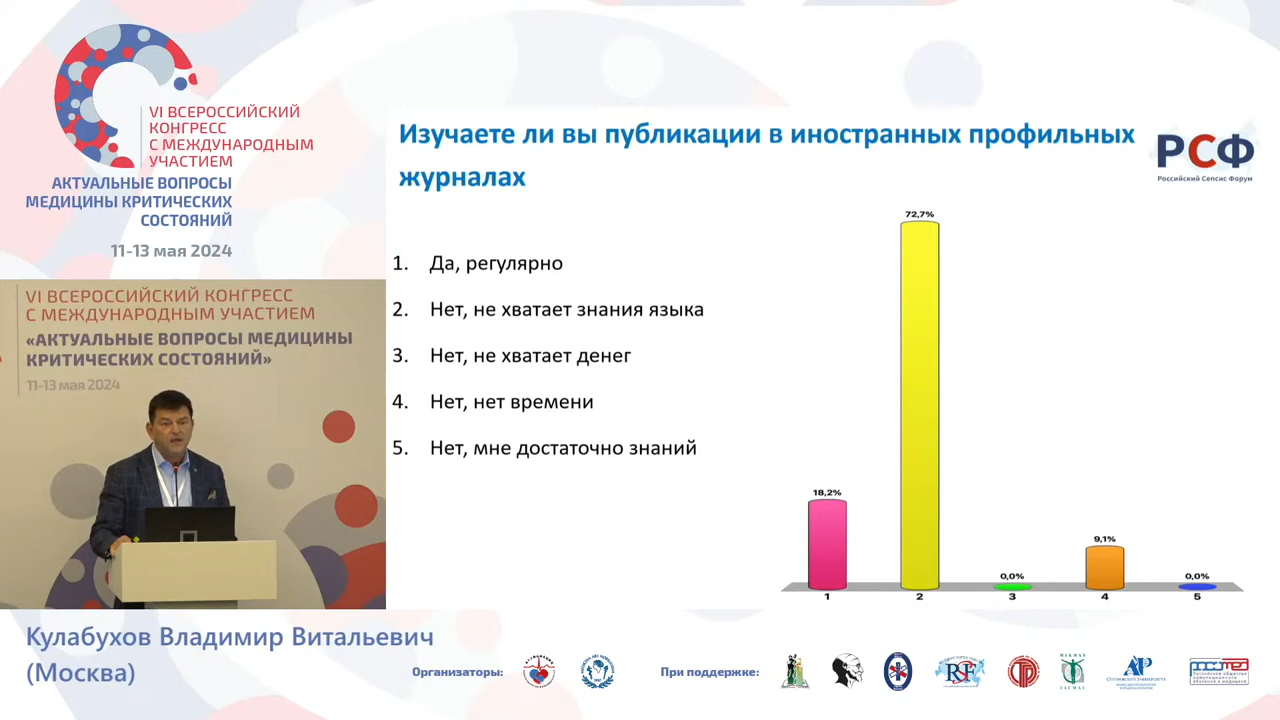 VI ВСЕРОССИЙСКИЙ
КОНГРЕСС
С МЕЖДУНАРОДНЫМ
УЧАСТИЕМ
АКТУАЛЬНЫЕ ВОПРОСЫ
МЕДИЦИНЫ КРИТИЧЕСКИХ
СОСТОЯНИЙ
11-13 мая 2024
VI ВСЕРОССИЙСКИЙ КОНГРЕСС
С МЕЖДУНАРОДНЫМ УЧАСТИЕМ
«АКТУАЛЬНЫЕ ВОПРОСЫ МЕДИЦИНЫ
КРИТИЧЕСКИХ СОСТОЯНИЙ»
11-13 мая 2024
Изучаете ли вы публикации в иностранных профильных
журналах
РСФ
Российский Сепсис Форум
1. Да, регулярно
2. Нет, не хватает знания языка
3. Нет, не хватает денег
4. Нет, нет времени
5. Нет, мне достаточно знаний
72,7%
18,2%
0,0%
9,1%
0,0%
1 2 3 4 5
Кулабухов Владимир Витальевич
(Москва)
Организаторы:
При поддержке: